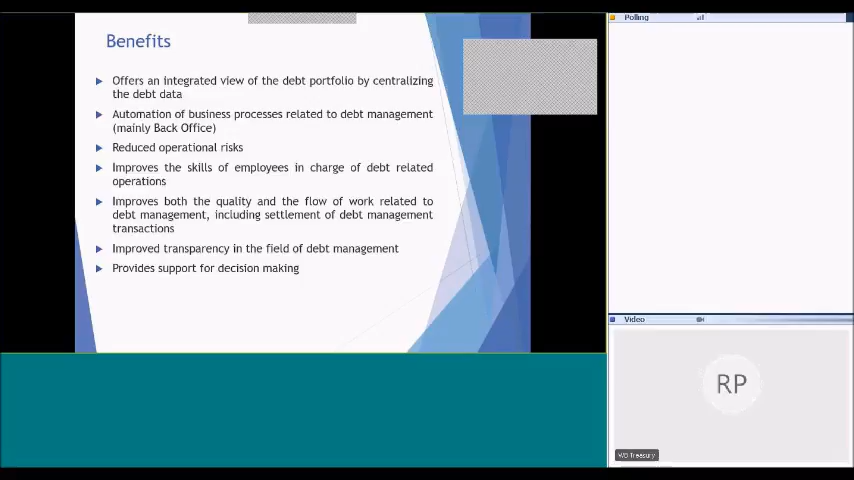 Benefits
Offers an integrated view of the debt portfolio by centralizing
the debt data
Automation of business processes related to debt management
(mainly Back Office)
Reduced operational risks
Improves the skills of employees in charge of debt related
operations
Improves both the quality and the flow of work related to
debt management, including settlement of debt management
transactions
Improved transparency in the field of debt management
Provides support for decision making
Polling
Video
RP
WB Treasury